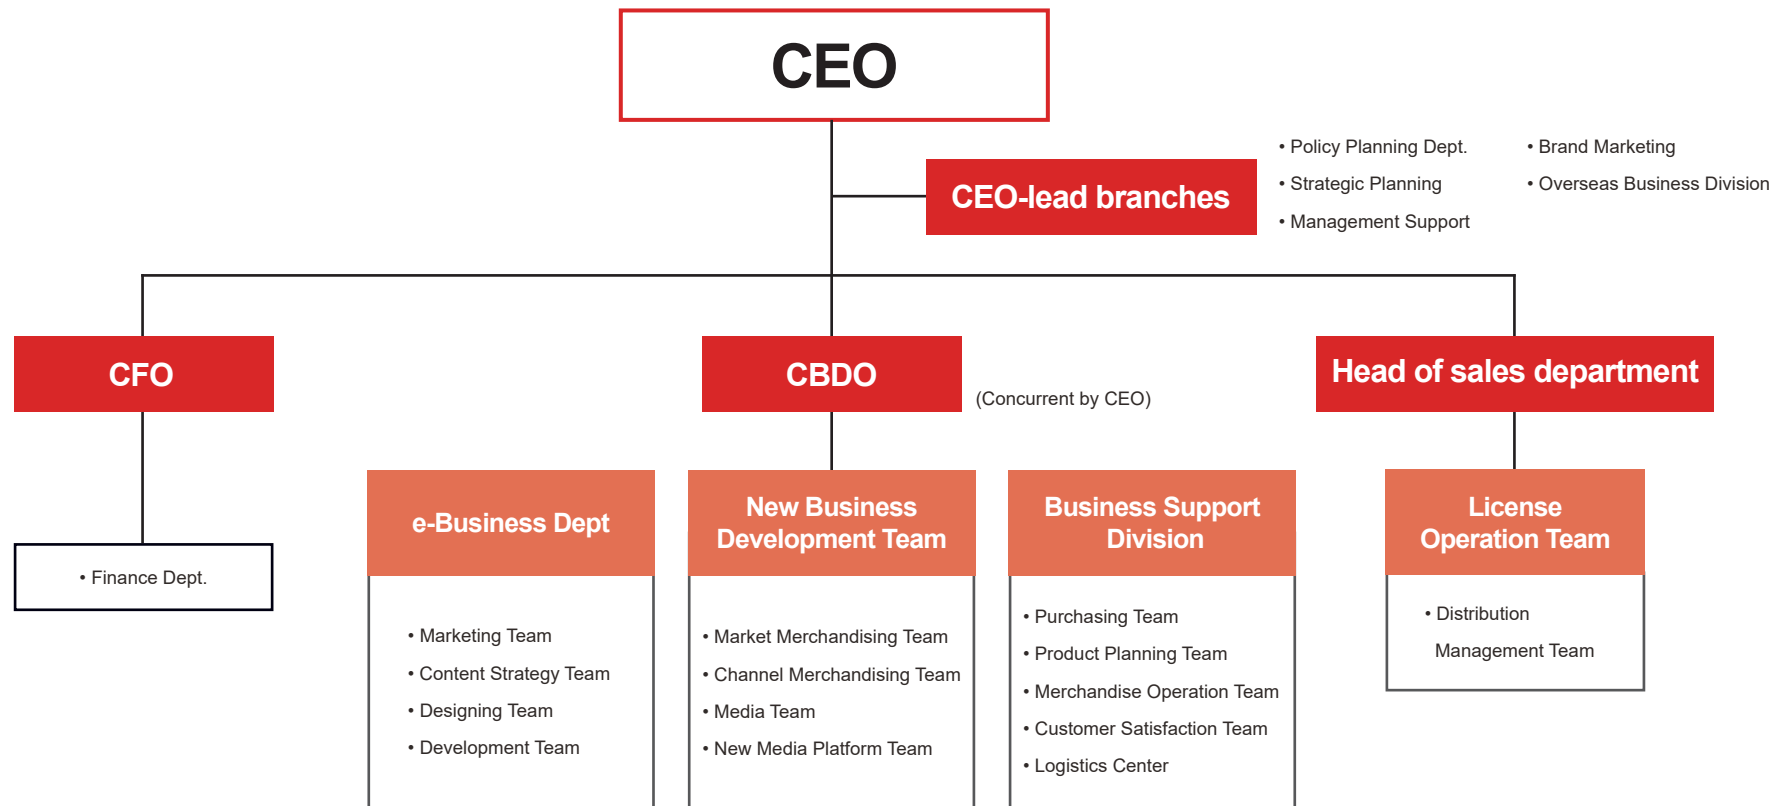 CEO
CEO-lead branches
• Policy Planning Dept.
• Strategic Planning
• Management Support
• Brand Marketing
• Overseas Business Division
CFO
• Finance Dept.
CBDO
(Concurrent by CEO)
Head of sales department
e-Business Dept
• Marketing Team
• Content Strategy Team
• Designing Team
• Development Team
New Business
Development Team
• Market Merchandising Team
• Channel Merchandising Team
• Media Team
• New Media Platform Team
Business Support
Division
• Purchasing Team
• Product Planning Team
• Merchandise Operation Team
• Customer Satisfaction Team
• Logistics Center
License
Operation Team
• Distribution
Management Team